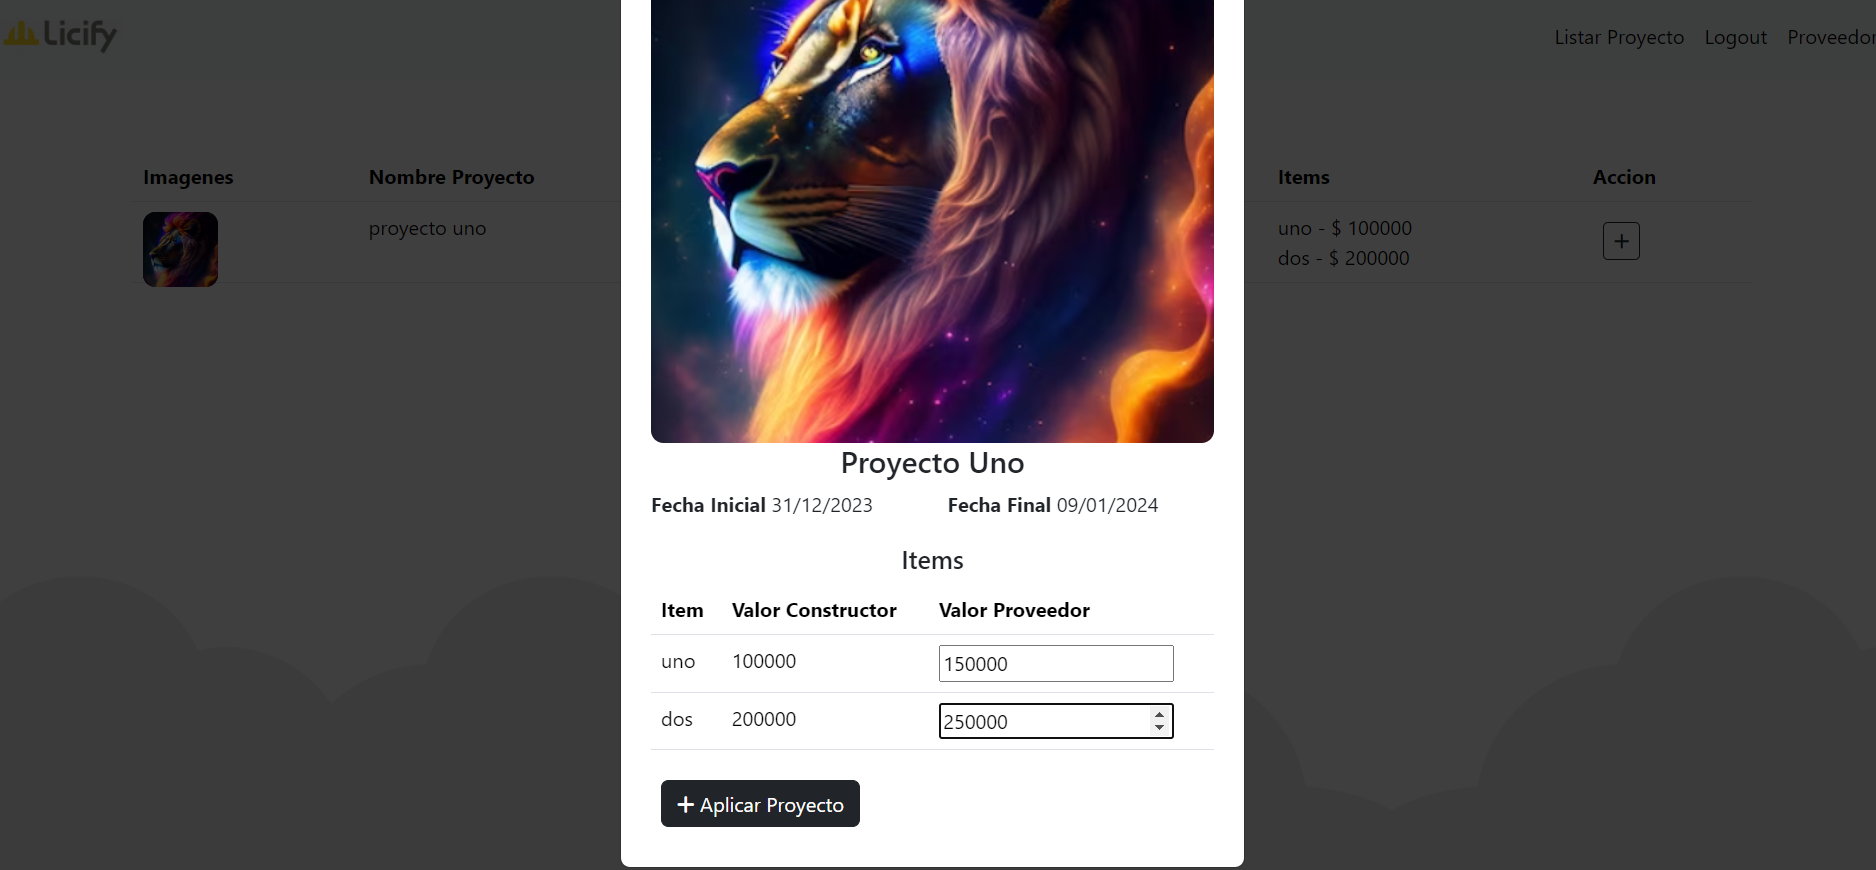 Licify
Listar Proyecto Logout Proveedor
Imagenes Nombre Proyecto Items Accion
proyecto uno uno - $ 100000 +
dos - $ 200000
Proyecto Uno
Fecha Inicial 31/12/2023 Fecha Final 09/01/2024
Items
Item Valor Constructor Valor Proveedor
uno 100000 150000
dos 200000 250000
+ Aplicar Proyecto